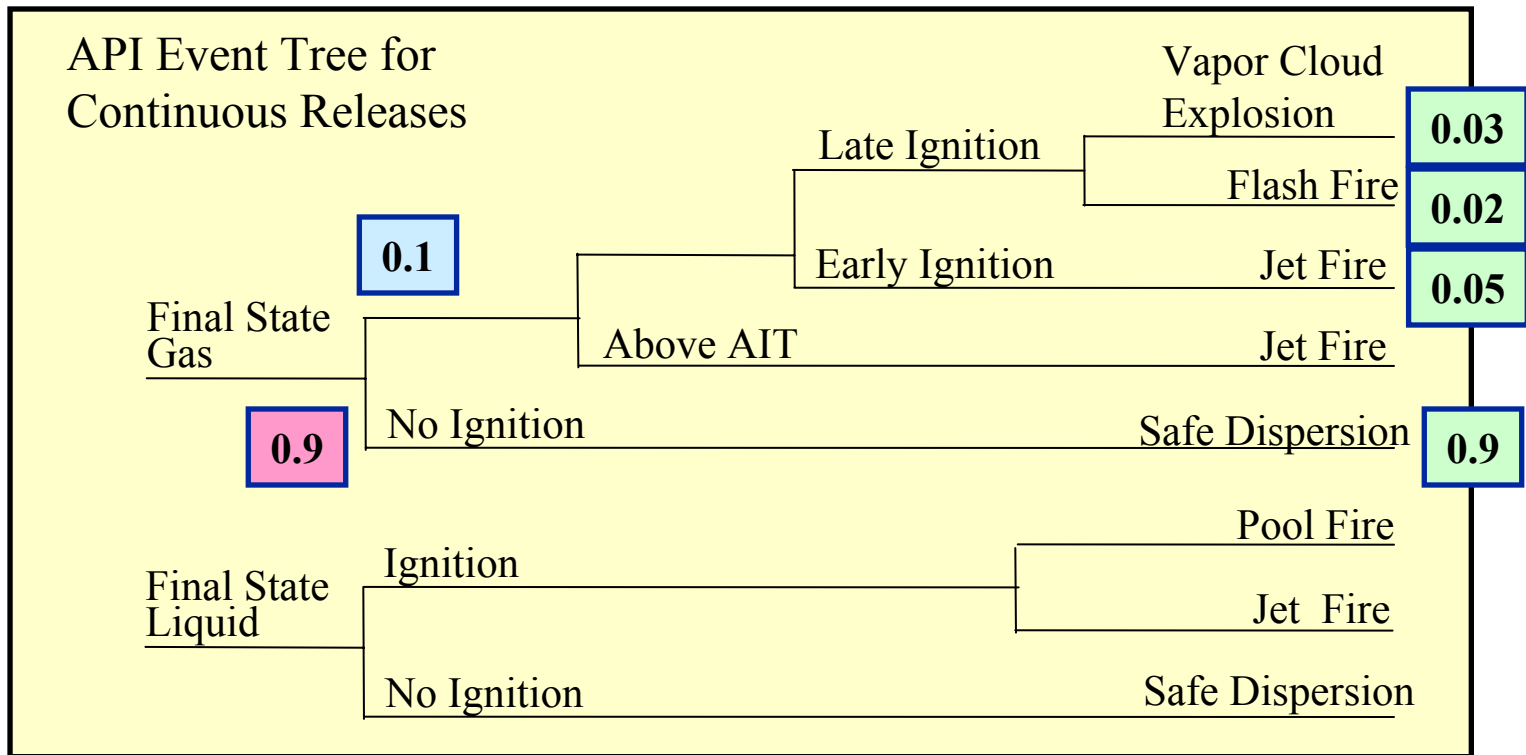 API Event Tree for
Continuous Releases
Vapor Cloud
Explosion
0.03
Late Ignition
Flash Fire
0.02
0.1
Early Ignition
Jet Fire
0.05
Final State
Gas
Above AIT
Jet Fire
0.9
No Ignition
Safe Dispersion
0.9
Pool Fire
Ignition
Final State
Liquid
Jet Fire
No Ignition
Safe Dispersion